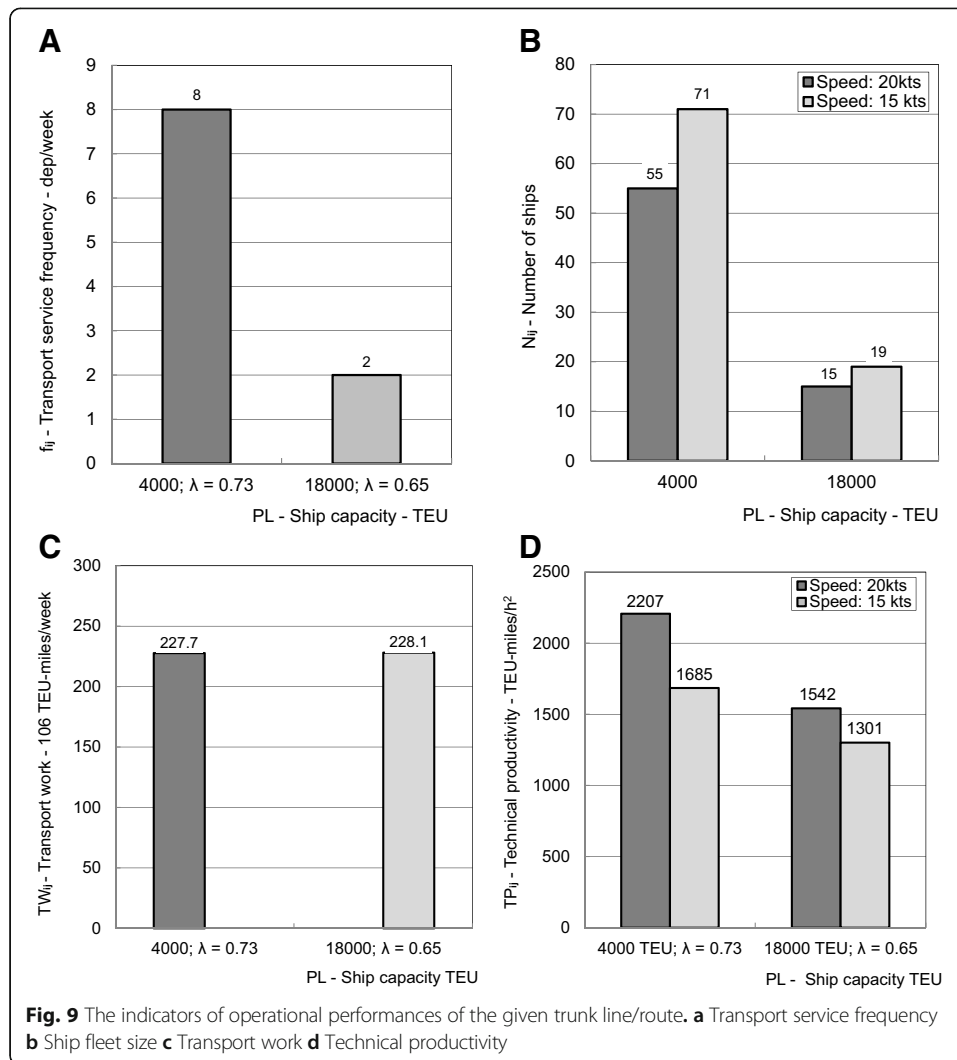 A
fij - Transport service frequency - dep/week
9
8
7
6
5
4
3
2
1
0
8
2
4000; λ = 0.73 18000; λ = 0.65
PL - Ship capacity - TEU
B
Nij - Number of ships
80
70
60
50
40
30
20
10
0
Speed: 20kts
Speed: 15 kts
55
71
15
19
4000 18000
PL - Ship capacity - TEU
C
TWij - Transport work - 106 TEU-miles/week
300
250
200
150
100
50
0
227.7
228.1
4000; λ = 0.73 18000; λ = 0.65
PL - Ship capacity TEU
D
TPij - Technical productivity - TEU-miles/h²
2500
2000
1500
1000
500
0
Speed: 20kts
Speed: 15 kts
2207
1685
1542
1301
4000 TEU; λ = 0.73 18000 TEU; λ = 0.65
PL - Ship capacity TEU
Fig. 9 The indicators of operational performances of the given trunk line/route. a Transport service frequency
b Ship fleet size c Transport work d Technical productivity